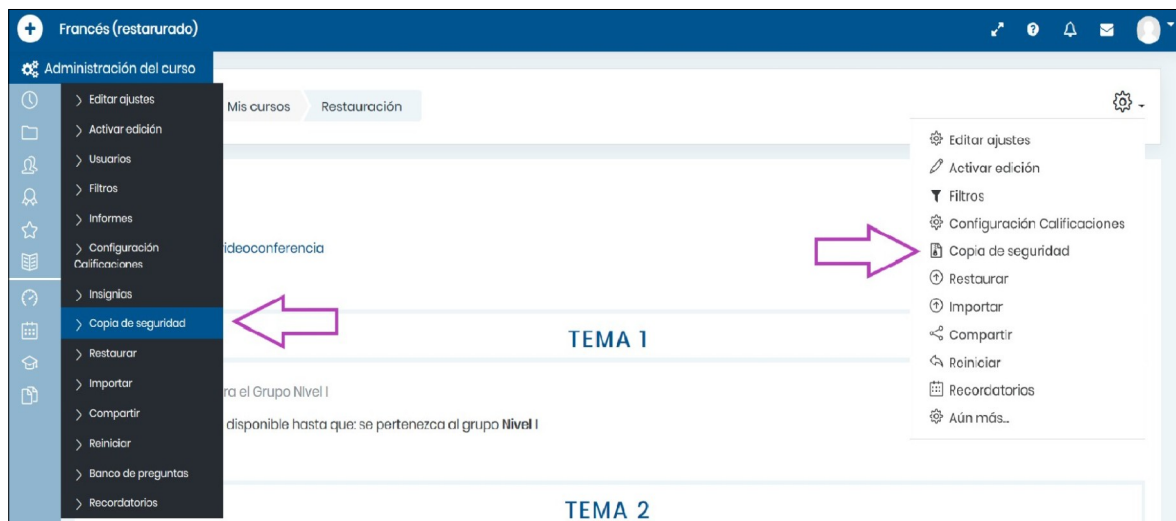 Francés (restarurado)
Administración del curso
Editar ajustes
Activar edición
Usuarios
Filtros
Informes
Configuración
Calificaciones
Insignias
Copia de seguridad
Restaurar
Importar
Compartir
Reiniciar
Banco de preguntas
Recordatorios
Mis cursos
Restauración
ideoconferencia
TEMA 1
ra el Grupo Nivel I
disponible hasta que: se pertenezca al grupo Nivel I
TEMA 2
Editar ajustes
Activar edición
Filtros
Configuración Calificaciones
Copia de seguridad
Restaurar
Importar
Compartir
Reiniciar
Recordatorios
Aún más...